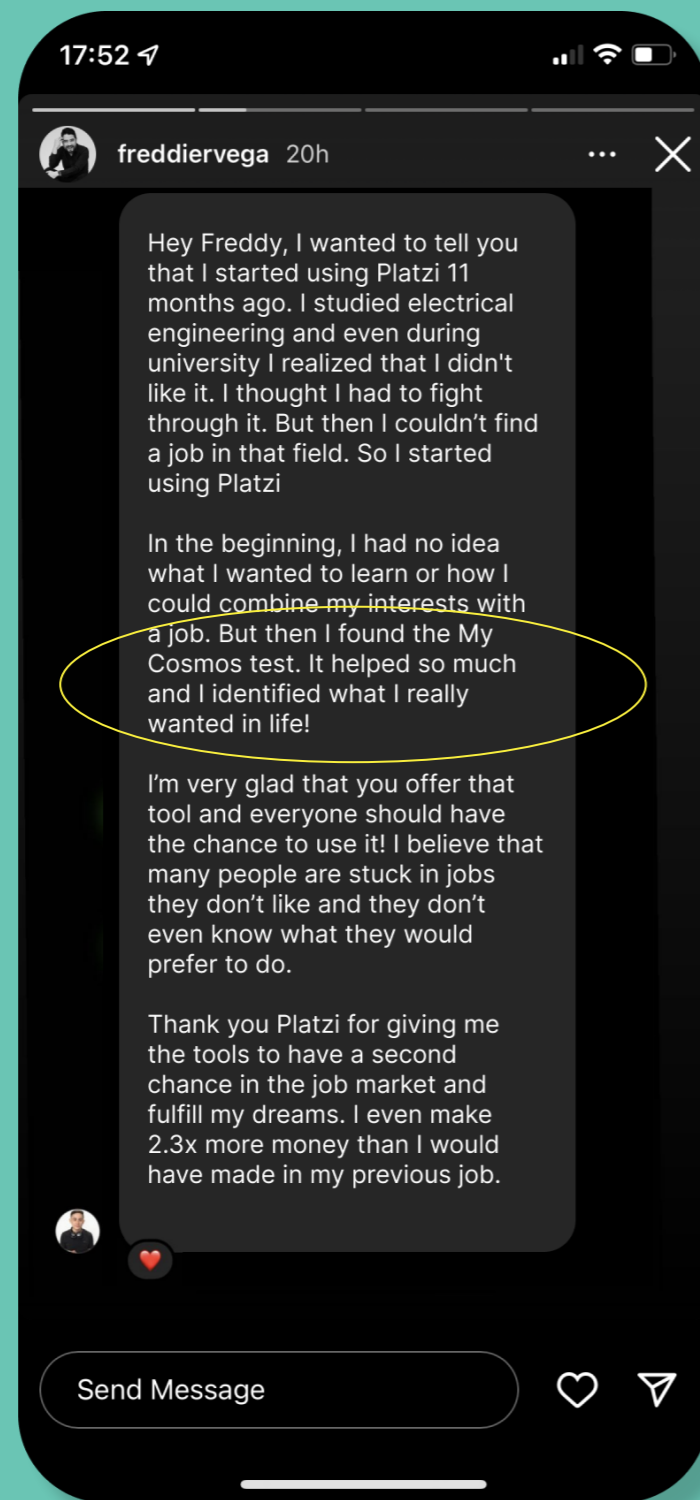 17:52
freddiervega 20h
Hey Freddy, I wanted to tell you
that I started using Platzi 11
months ago. I studied electrical
engineering and even during
university I realized that I didn't
like it. I thought I had to fight
through it. But then I couldn’t find
a job in that field. So I started
using Platzi
In the beginning, I had no idea
what I wanted to learn or how I
could combine my interests with
a job. But then I found the My
Cosmos test. It helped so much
and I identified what I really
wanted in life!
I’m very glad that you offer that
tool and everyone should have
the chance to use it! I believe that
many people are stuck in jobs
they don’t like and they don’t
even know what they would
prefer to do.
Thank you Platzi for giving me
the tools to have a second
chance in the job market and
fulfill my dreams. I even make
2.3x more money than I would
have made in my previous job.
Send Message